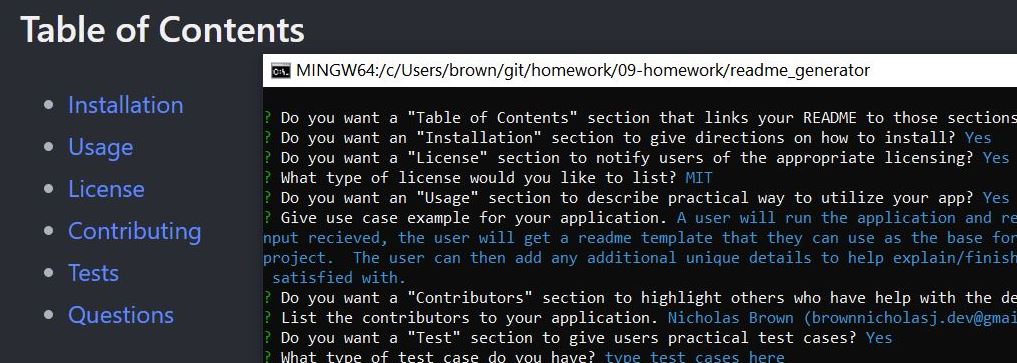 Table of Contents
Installation
Usage
License
Contributing
Tests
Questions
MINGW64:/c/Users/brown/git/homework/09-homework/readme_generator
? Do you want a "Table of Contents" section that links your README to those sections
? Do you want an "Installation" section to give directions on how to install? Yes
? Do you want a "License" section to notify users of the appropriate licensing? Yes
? What type of license would you like to list? MIT
? Do you want an "Usage" section to describe practical way to utilize your app? Yes
? Give use case example for your application. A user will run the application and re
nput recieved, the user will get a readme template that they can use as the base for
project.  The user can then add any additional unique details to help explain/finish
satisfied with.
? Do you want a "Contributors" section to highlight others who have help with the de
? List the contributors to your application. Nicholas Brown (brownnicholasj.dev@gmai
? Do you want a "Test" section to give users practical test cases? Yes
? What type of test case do you have? type test cases here